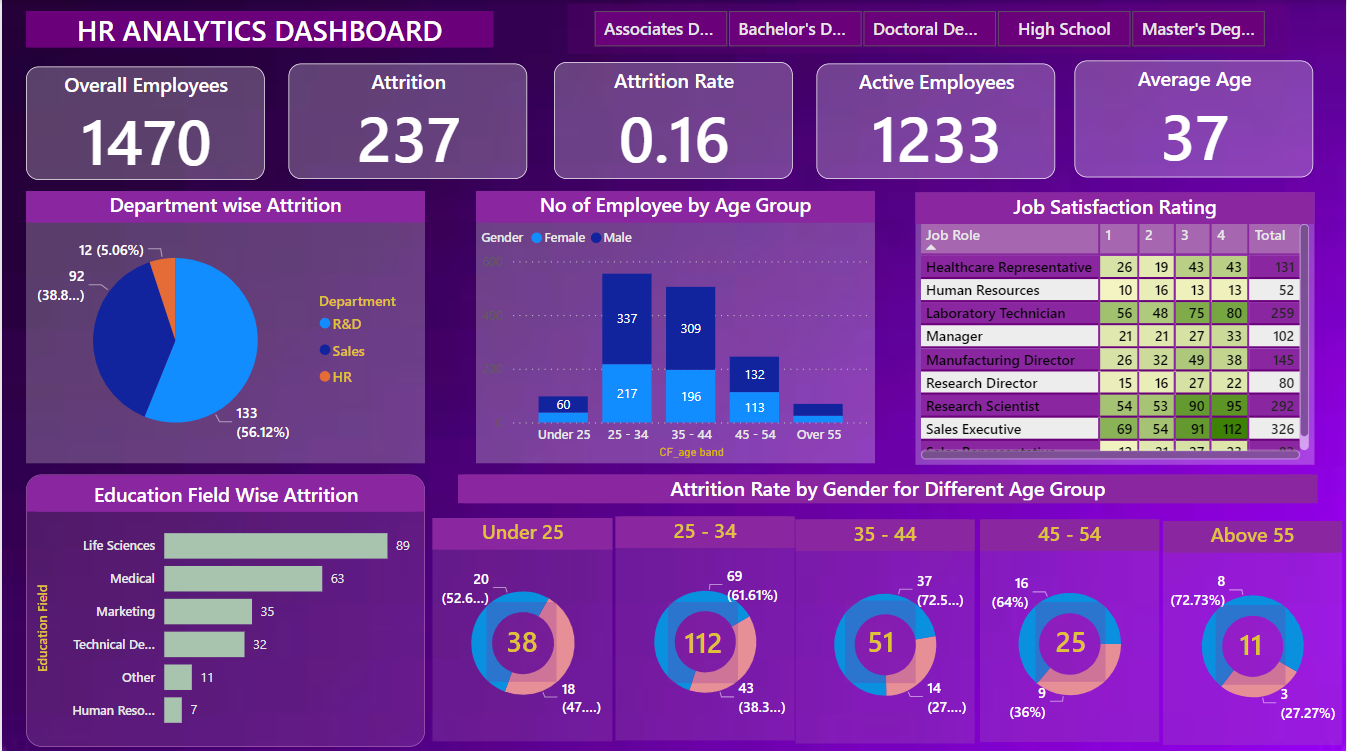 HR ANALYTICS DASHBOARD
Associates D...
Bachelor's D...
Doctoral De...
High School
Master's Deg...
Overall Employees
1470
Attrition
237
Attrition Rate
0.16
Active Employees
1233
Average Age
37
Department wise Attrition
12 (5.06%)
92
(38.8...)
133
(56.12%)
Department
R&D
Sales
HR
No of Employee by Age Group
Gender Female Male
600
400
200
0
60
337
217
309
196
132
113
Under 25 25 - 34 35 - 44 45 - 54 Over 55
CF_age band
Job Satisfaction Rating
Job Role 1 2 3 4 Total
Healthcare Representative 26 19 43 43 131
Human Resources 10 16 13 13 52
Laboratory Technician 56 48 75 80 259
Manager 21 21 27 33 102
Manufacturing Director 26 32 49 38 145
Research Director 15 16 27 22 80
Research Scientist 54 53 90 95 292
Sales Executive 69 54 91 112 326
Education Field Wise Attrition
Education Field
Life Sciences 89
Medical 63
Marketing 35
Technical De... 32
Other 11
Human Reso... 7
Attrition Rate by Gender for Different Age Group
Under 25
20
(52.6...)
38
18
(47....)
25 - 34
69
(61.61%)
112
43
(38.3...)
35 - 44
37
(72.5...)
51
14
(27....)
45 - 54
16
(64%)
25
9
(36%)
Above 55
8
(72.73%)
11
3
(27.27%)